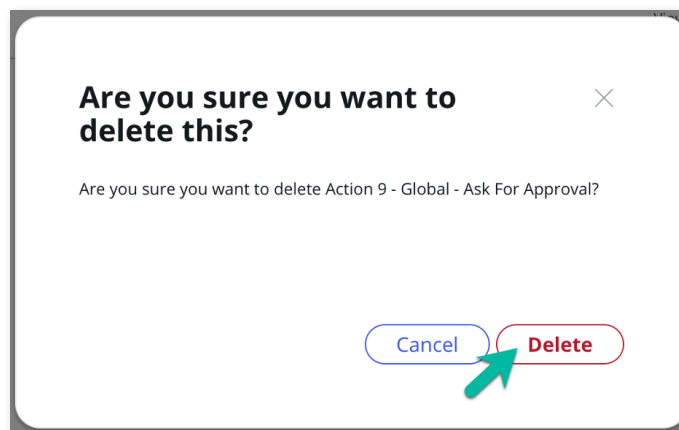 Are you sure you want to
delete this?
Are you sure you want to delete Action 9 - Global - Ask For Approval?
Cancel
Delete